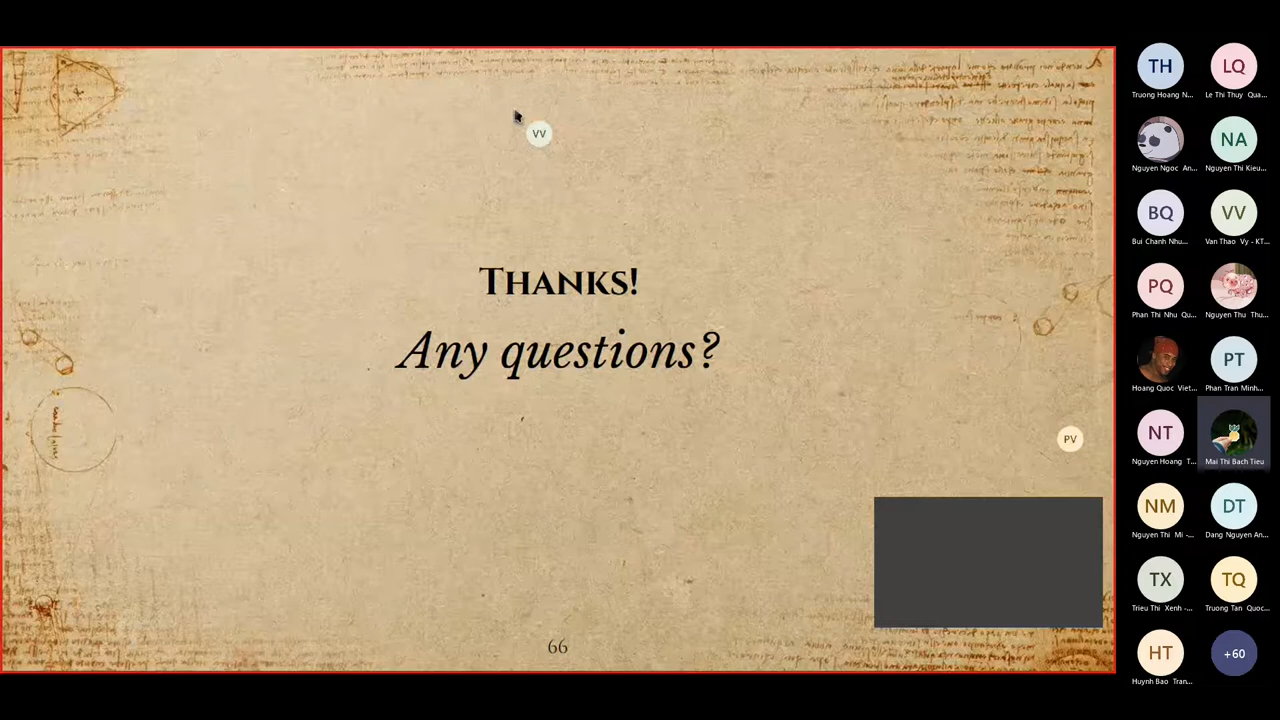 VV
THANKS!
Any questions?
PV
66
TH
Truong Hoang N...
LQ
Le Thi Thuy Qua...
Nguyen Ngoc An...
NA
Nguyen Thi Kieu...
BQ
Bui Chanh Nhu...
VV
Van Thao Vy - KT...
PQ
Phan Thi Nhu Qu...
Nguyen Thu Thu...
Hoang Quoc Viet...
PT
Phan Tran Minh...
NT
Nguyen Hoang T...
Mai Thi Bach Tieu
NM
Nguyen Thi Mi -...
DT
Dang Nguyen An...
TX
Trieu Thi Xenh -...
TQ
Truong Tan Quoc...
HT
Huynh Bao Tran...
+60